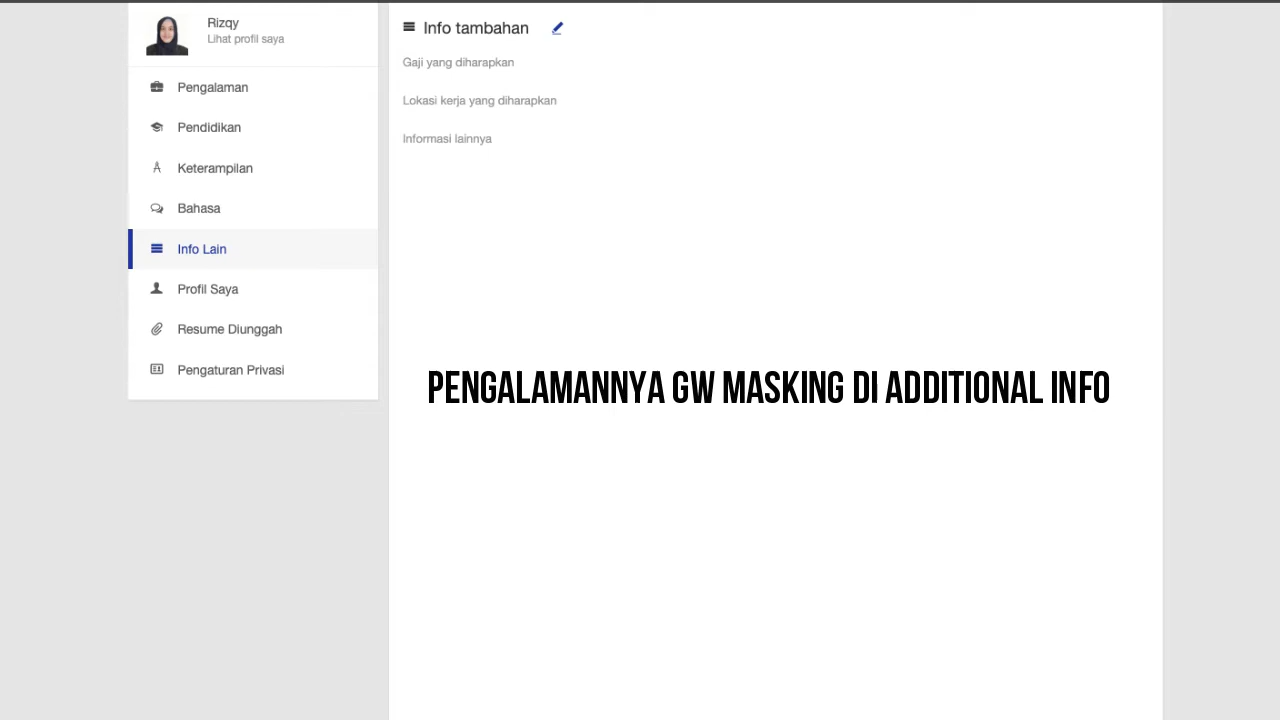 Rizqy
Lihat profil saya
Pengalaman
Pendidikan
Keterampilan
Bahasa
Info Lain
Profil Saya
Resume Diunggah
Pengaturan Privasi
Info tambahan
Gaji yang diharapkan
Lokasi kerja yang diharapkan
Informasi lainnya
PENGALAMANNYA GW MASKING DI ADDITIONAL INFO